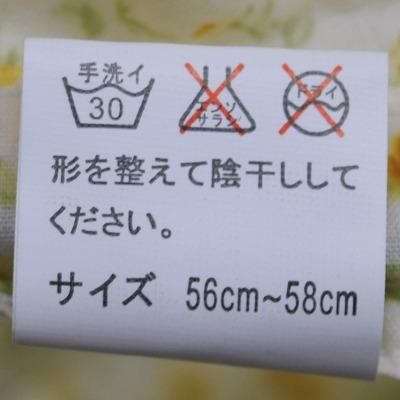 手洗イ
30
エンソ
サラシ
ドライ
形を整えて陰干しして
ください。
サイズ 56cm~58cm